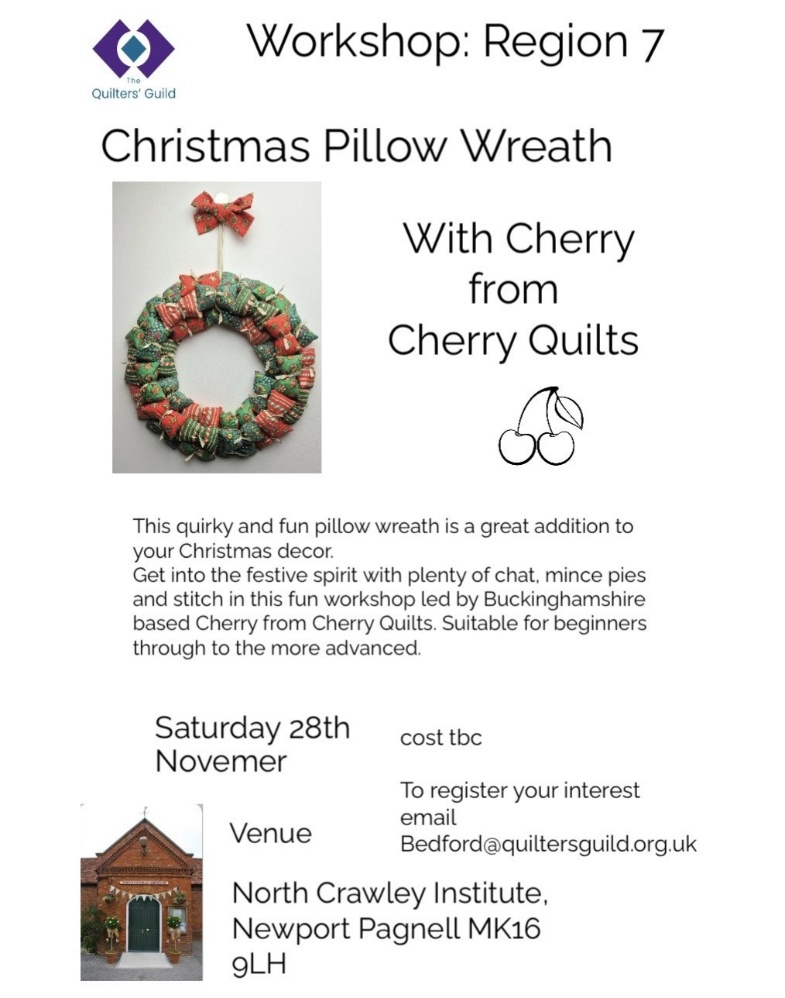 Workshop: Region 7
The
Quilters' Guild
Christmas Pillow Wreath
With Cherry
from
Cherry Quilts
This quirky and fun pillow wreath is a great addition to
your Christmas decor.
Get into the festive spirit with plenty of chat, mince pies
and stitch in this fun workshop led by Buckinghamshire
based Cherry from Cherry Quilts. Suitable for beginners
through to the more advanced.
Saturday 28th
Novemer
cost tbc
To register your interest
email
Bedford@quiltersguild.org.uk
Venue
North Crawley Institute,
Newport Pagnell MK16
9LH